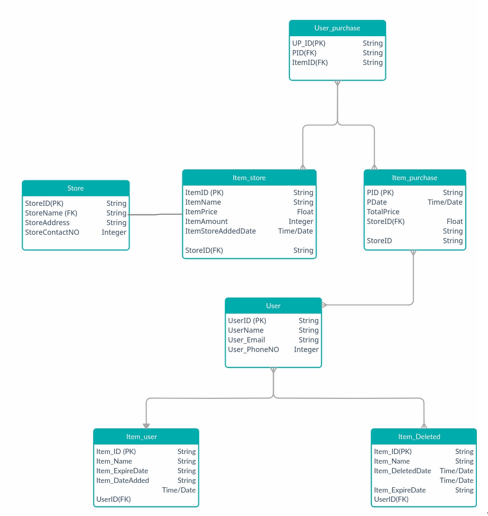 User_purchase
UP_ID(PK) String
PID(FK) String
ItemID(FK) String
Item_store
ItemID (PK) String
ItemName String
ItemPrice Float
ItemAmount Integer
ItemStoreAddedDate Time/Date
StoreID(FK) String
Item_purchase
PID (PK) String
PDate Time/Date
TotalPrice
StoreID(FK) Float
String
StoreID String
Store
StoreID(PK) String
StoreName (FK) String
StoreAddress String
StoreContactNO Integer
User
UserID (PK) String
UserName String
User_Email String
User_PhoneNO Integer
Item_user
Item_ID (PK) String
Item_Name String
Item_ExpireDate String
Item_DateAdded String
Time/Date
UserID(FK)
Item_Deleted
Item_ID(PK) String
Item_Name String
Item_DeletedDate Time/Date
Time/Date
Item_ExpireDate String
UserID(FK)